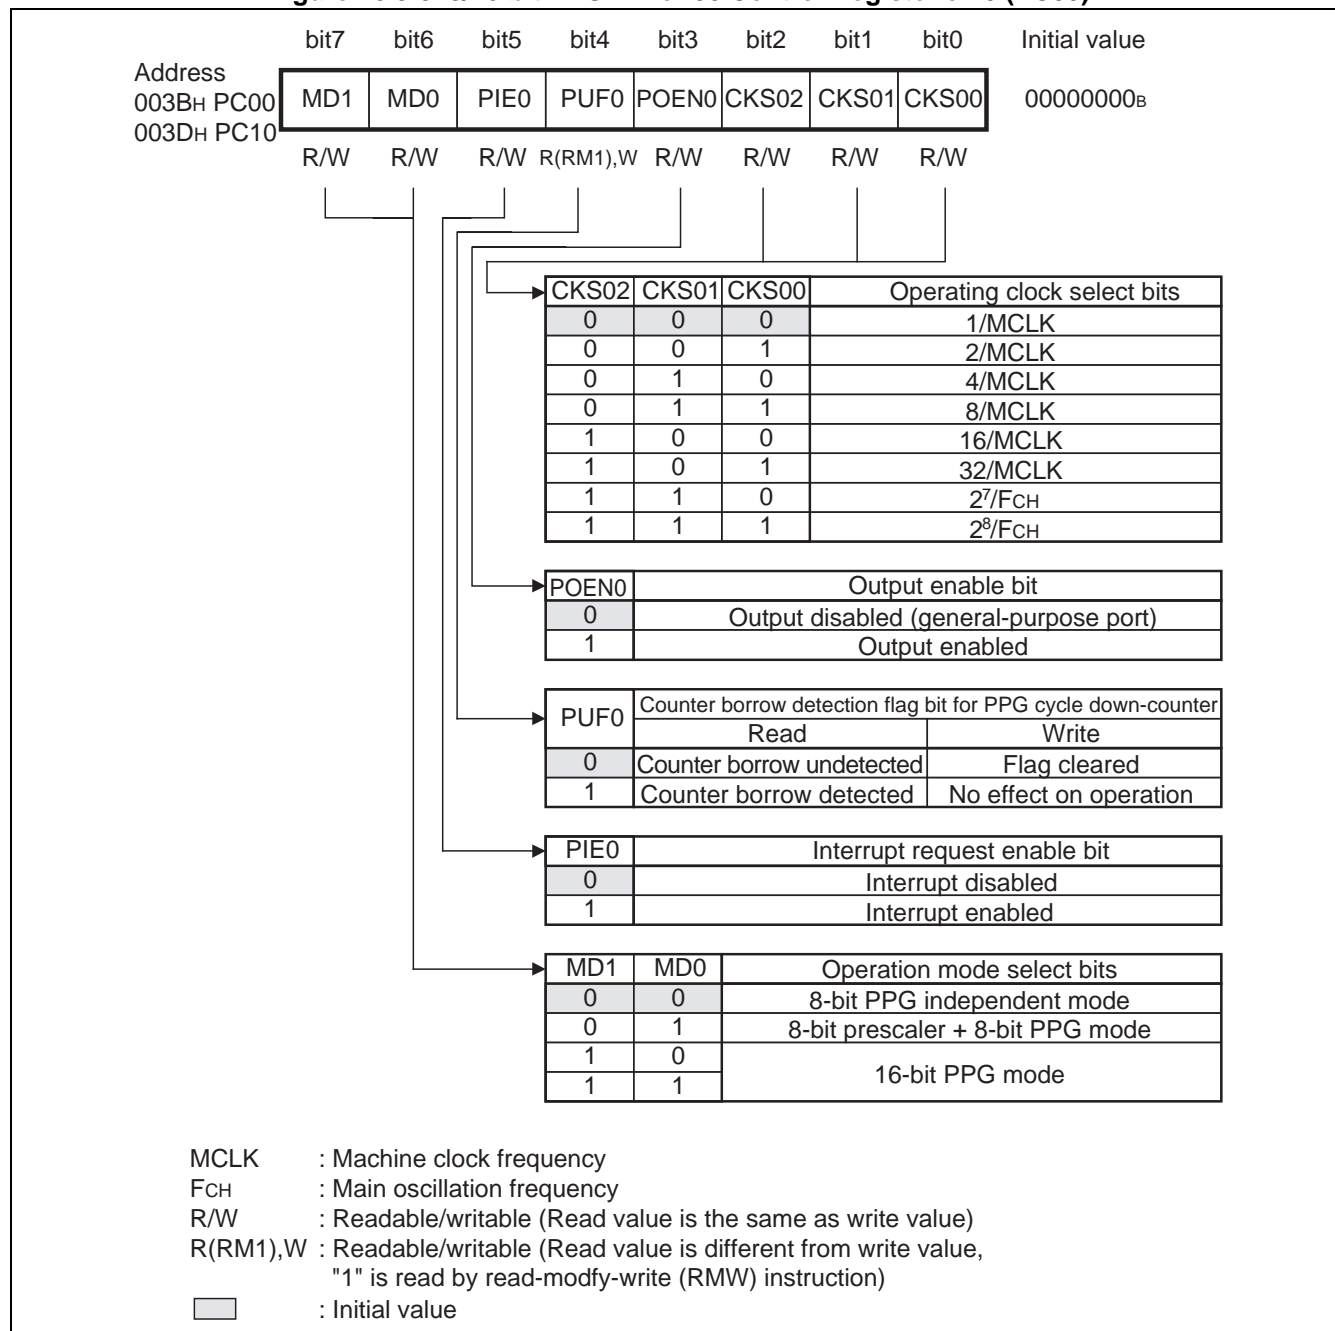 bit7 bit6 bit5 bit4 bit3 bit2 bit1 bit0 Initial value
Address
003BH PC00 MD1 MD0 PIE0 PUF0 POEN0 CKS02 CKS01 CKS00 00000000B
003DH PC10
R/W R/W R/W R(RM1),W R/W R/W R/W R/W
CKS02 CKS01 CKS00 Operating clock select bits
0 0 0 1/MCLK
0 0 1 2/MCLK
0 1 0 4/MCLK
0 1 1 8/MCLK
1 0 0 16/MCLK
1 0 1 32/MCLK
1 1 0 2⁷/FCH
1 1 1 2⁸/FCH
POEN0 Output enable bit
0 Output disabled (general-purpose port)
1 Output enabled
PUF0 Counter borrow detection flag bit for PPG cycle down-counter
Read Write
0 Counter borrow undetected Flag cleared
1 Counter borrow detected No effect on operation
PIE0 Interrupt request enable bit
0 Interrupt disabled
1 Interrupt enabled
MD1 MD0 Operation mode select bits
0 0 8-bit PPG independent mode
0 1 8-bit prescaler + 8-bit PPG mode
1 0 16-bit PPG mode
1 1
MCLK : Machine clock frequency
FCH : Main oscillation frequency
R/W : Readable/writable (Read value is the same as write value)
R(RM1),W : Readable/writable (Read value is different from write value,
"1" is read by read-modfy-write (RMW) instruction)
: Initial value